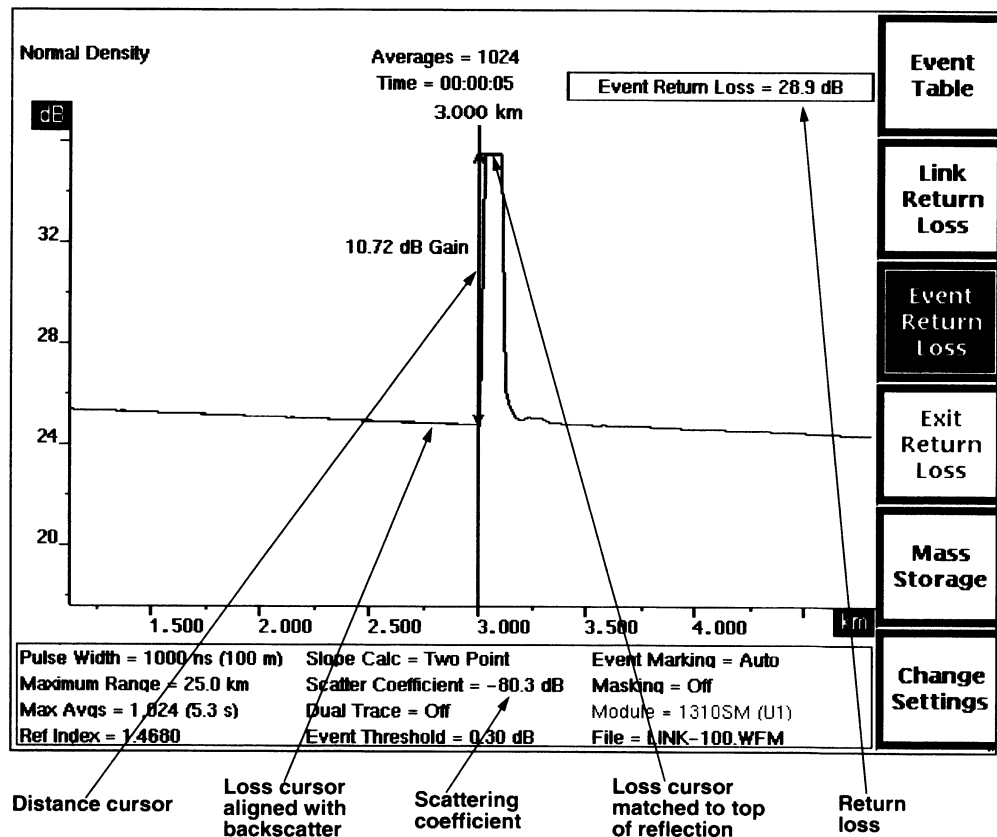 Normal Density
Averages = 1024
Time = 00:00:05
Event Return Loss = 28.9 dB
3.000 km
dB
10.72 dB Gain
32
28
24
20
1.500 2.000 2.500 3.000 3.500 4.000 km
Event
Table
Link
Return
Loss
Event
Return
Loss
Exit
Return
Loss
Mass
Storage
Change
Settings
Pulse Width = 1000 ns (100 m) Slope Calc = Two Point Event Marking = Auto
Maximum Range = 25.0 km Scatter Coefficient = -80.3 dB Masking = Off
Max Avgs = 1,024 (5.3 s) Dual Trace = Off Module = 1310SM (U1)
Ref Index = 1.4680 Event Threshold = 0.30 dB File = LINK-100.WFM
Distance cursor
Loss cursor
aligned with
backscatter
Scattering
coefficient
Loss cursor
matched to top
of reflection
Return
loss